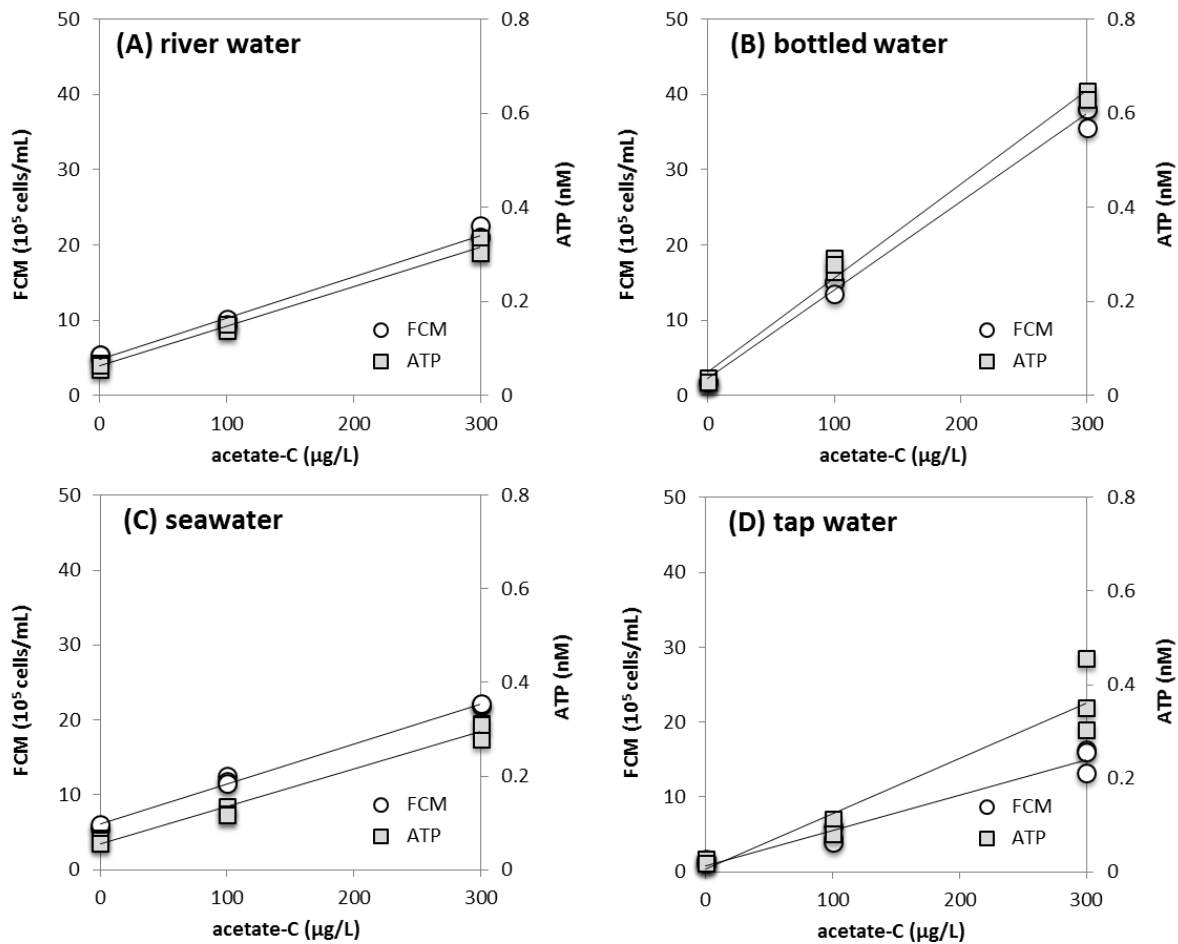 (A) river water
50
40
30
20
10
0
FCM (10⁵ cells/mL)
0.8
0.6
0.4
0.2
0
ATP (nM)
FCM
ATP
0 100 200 300
acetate-C (µg/L)
(B) bottled water
50
40
30
20
10
0
FCM (10⁵ cells/mL)
0.8
0.6
0.4
0.2
0
ATP (nM)
FCM
ATP
0 100 200 300
acetate-C (µg/L)
(C) seawater
50
40
30
20
10
0
FCM (10⁵ cells/mL)
0.8
0.6
0.4
0.2
0
ATP (nM)
FCM
ATP
0 100 200 300
acetate-C (µg/L)
(D) tap water
50
40
30
20
10
0
FCM (10⁵ cells/mL)
0.8
0.6
0.4
0.2
0
ATP (nM)
FCM
ATP
0 100 200 300
acetate-C (µg/L)